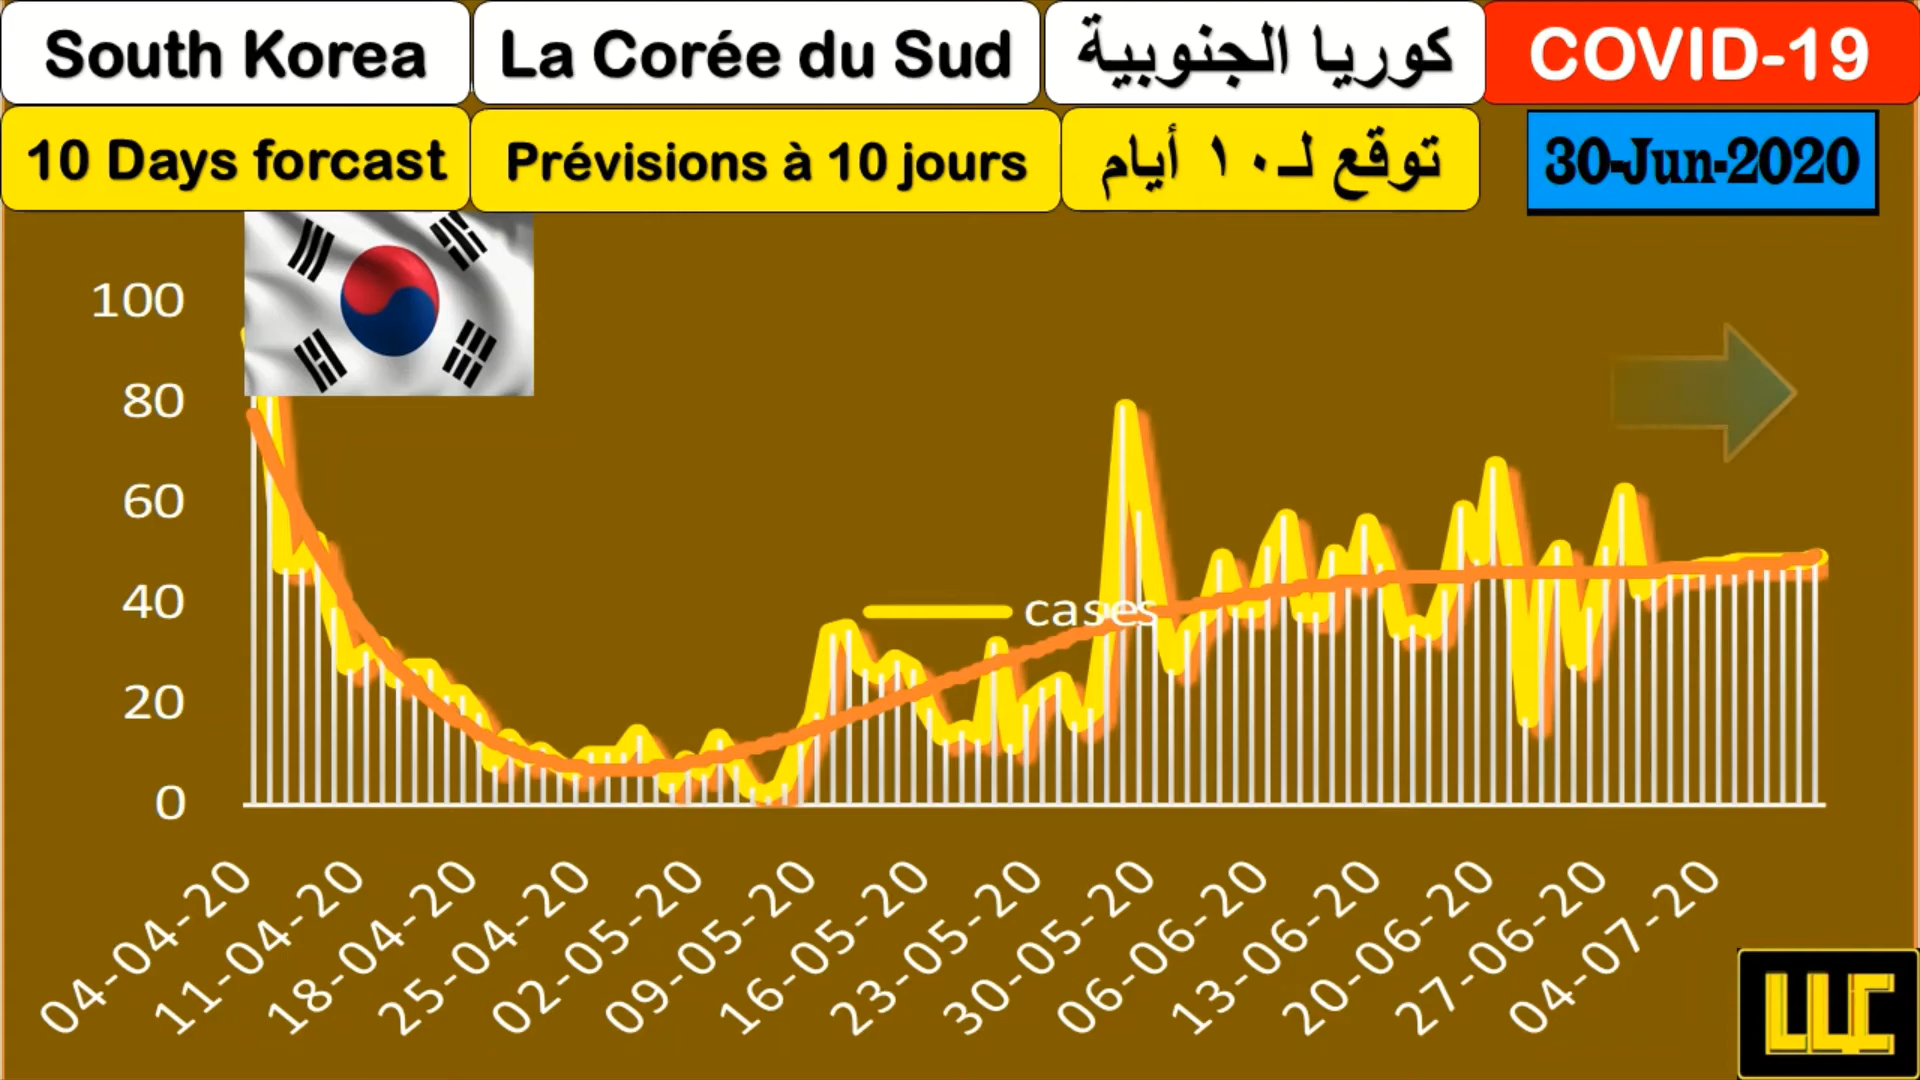 South Korea
La Corée du Sud
كوريا الجنوبية
COVID-19
10 Days forcast
Prévisions à 10 jours
توقع لـ١٠ أيام
30-Jun-2020
100
80
60
40
20
0
cases
04-04-20
11-04-20
18-04-20
25-04-20
02-05-20
09-05-20
16-05-20
23-05-20
30-05-20
06-06-20
13-06-20
20-06-20
27-06-20
04-07-20
LLC